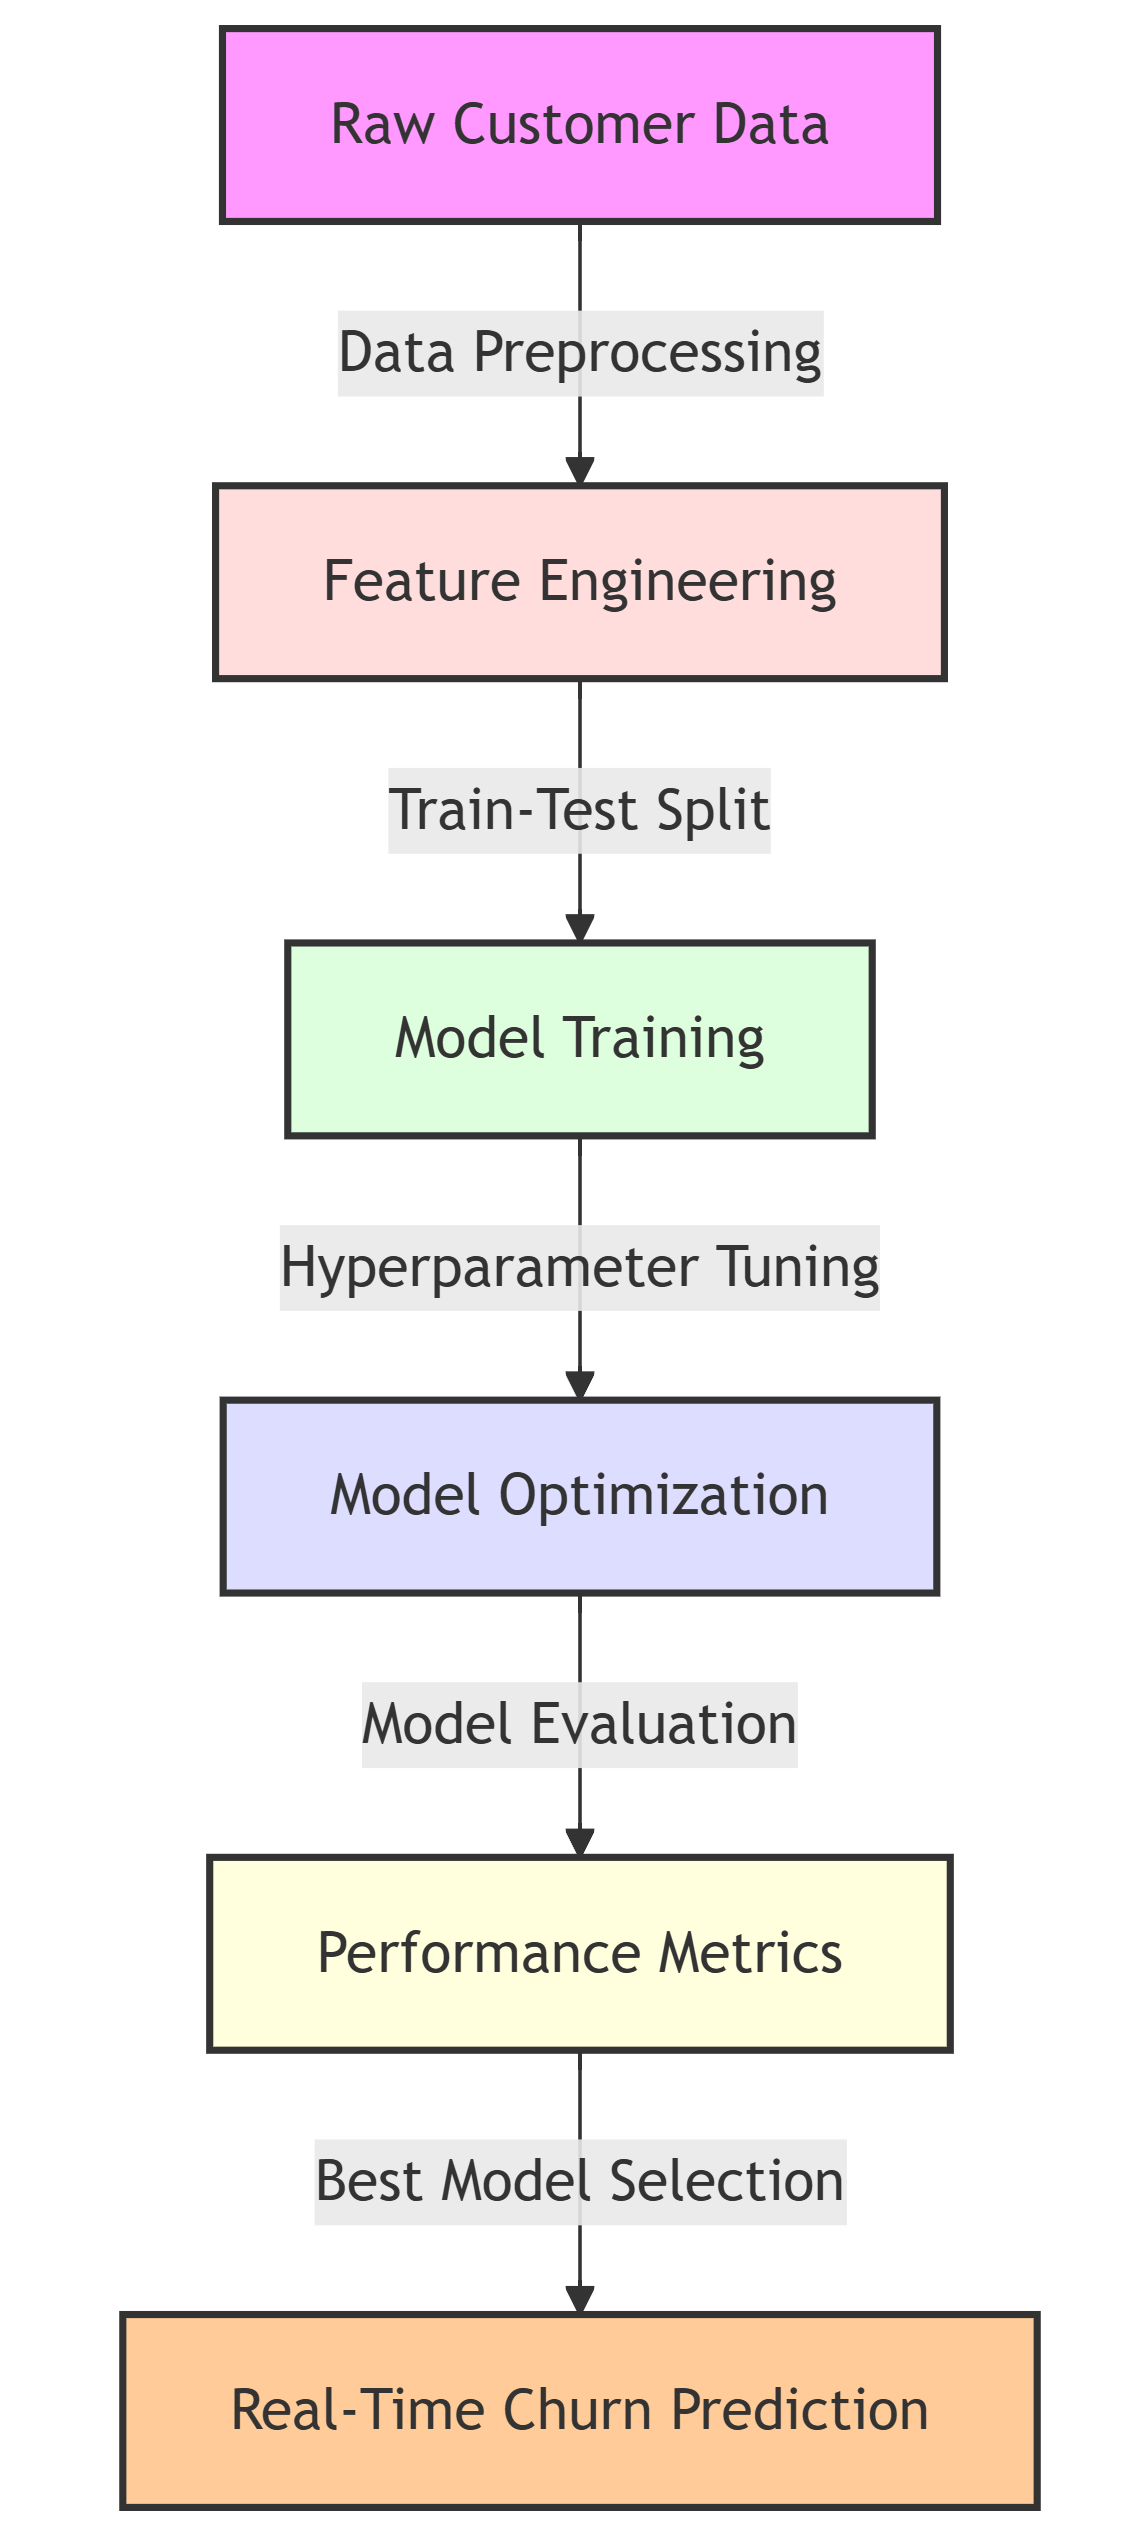 Raw Customer Data
Data Preprocessing
Feature Engineering
Train-Test Split
Model Training
Hyperparameter Tuning
Model Optimization
Model Evaluation
Performance Metrics
Best Model Selection
Real-Time Churn Prediction